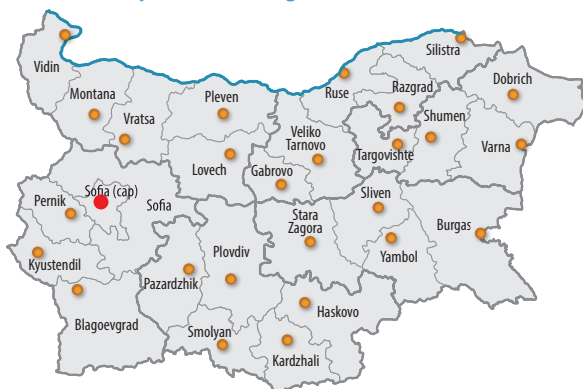 Vidin
Silistra
Montana
Pleven
Ruse
Razgrad
Dobrich
Vratsa
Veliko
Tarnovo
Shumen
Targovishte
Varna
Lovech
Gabrovo
Sofia (cap)
Pernik
Sofia
Sliven
Stara
Zagora
Burgas
Kyustendil
Plovdiv
Yambol
Pazardzhik
Haskovo
Blagoevgrad
Smolyan
Kardzhali